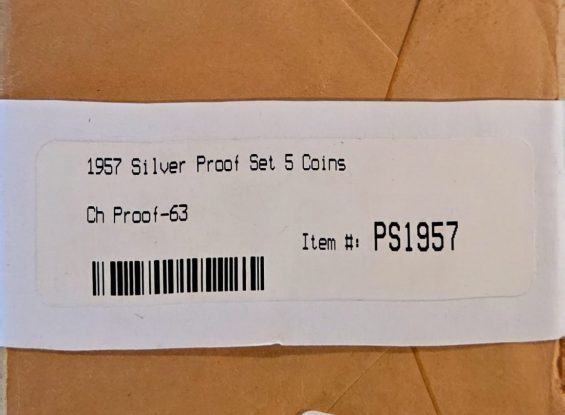 1957 Silver Proof Set 5 Coins
Ch Proof-63
Item #: PS1957